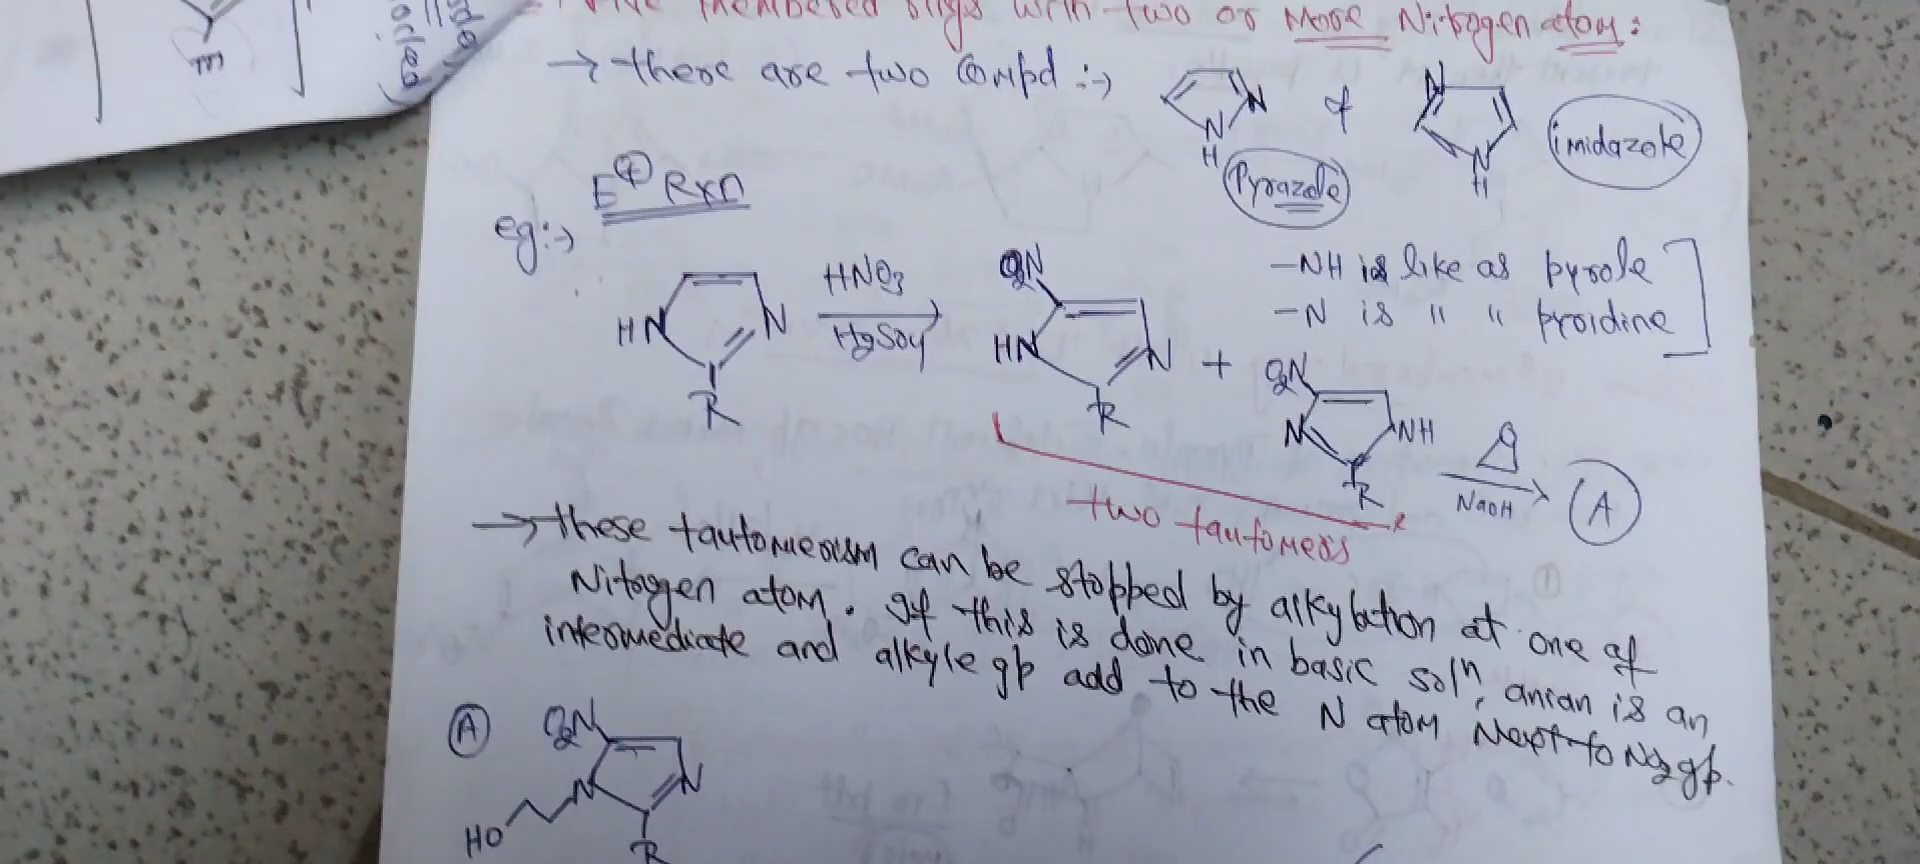 Five membered rings with two or More Nitrogen atom:
→ there are two Compd :→
N
N
H
Pyrazole
&
N
N
H
imidazole
E⊕ Rxn
eg:→
HN
N
R
HNO3
H2SO4
O2N
HN
N
R
+
O2N
N
NH
R
-NH is like as pyrole
-N is " " proidine
O
NaOH
A
two tautomers
→ these tautomerism can be stopped by alkylation at one of
Nitrogen atom. If this is done in basic soln, anion is an
intermediate and alkyle gp add to the N atom Next to NO2 gp.
A
O2N
N
N
HO
R